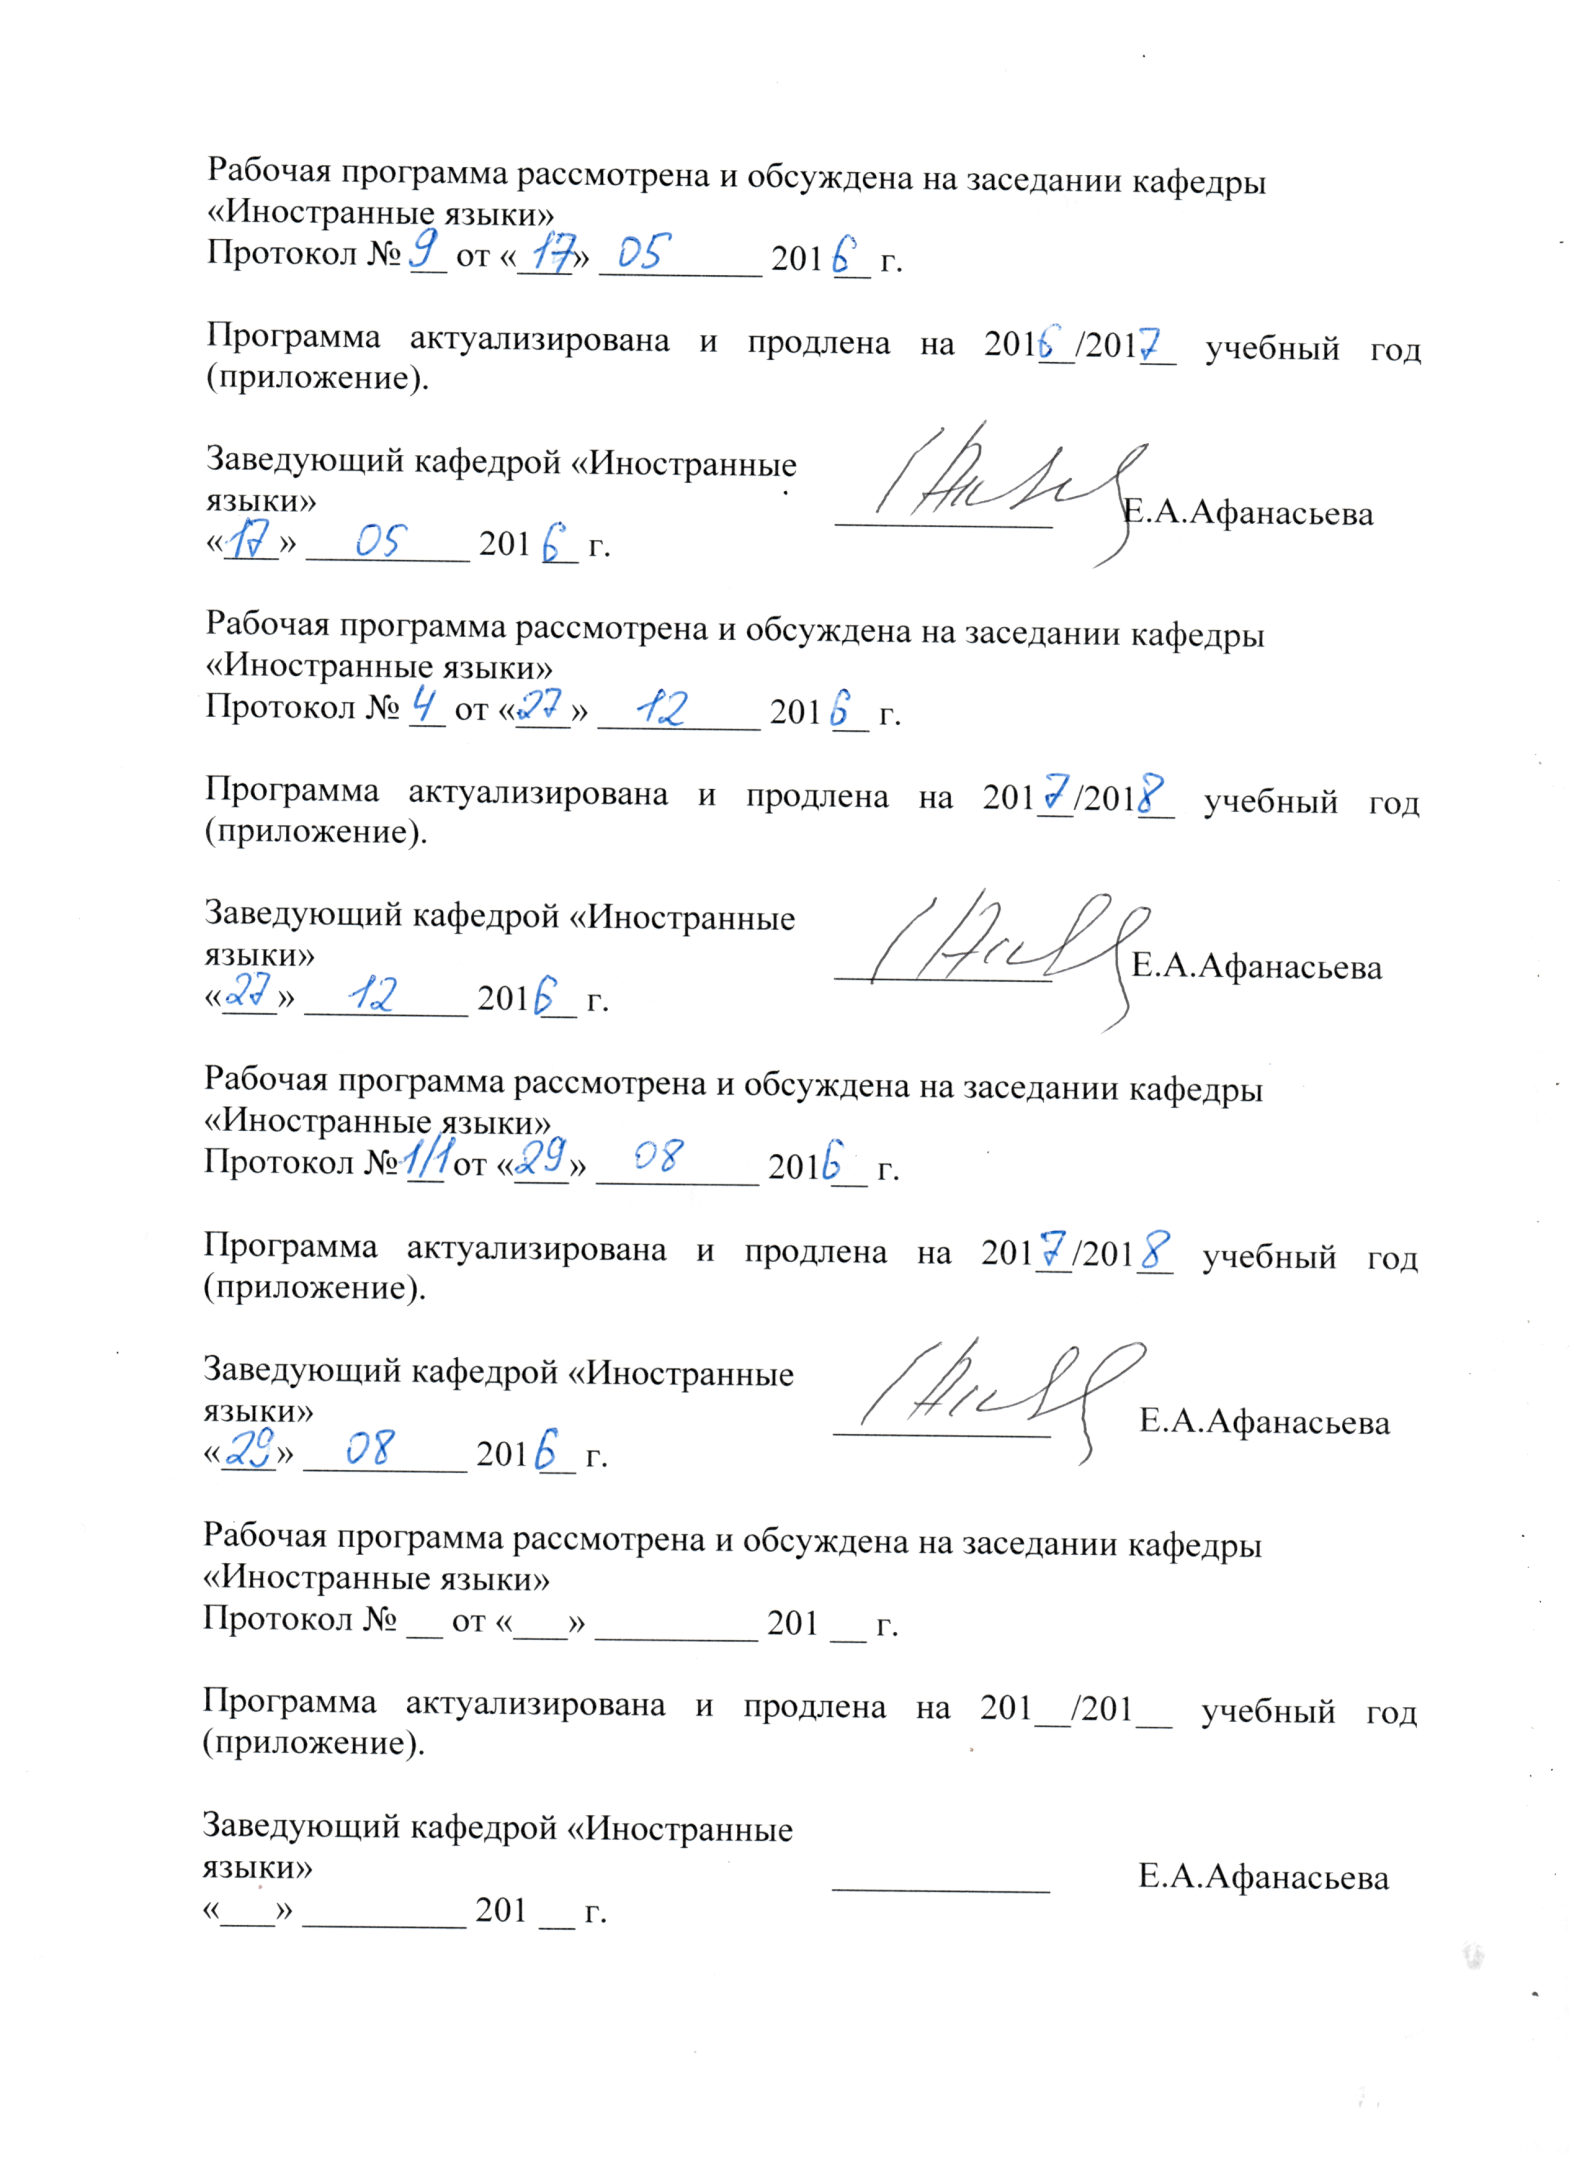 Рабочая программа рассмотрена и обсуждена на заседании кафедры
«Иностранные языки»
Протокол № 9 от «17» 05 2016 г.
Программа актуализирована и продлена на 2016/2017 учебный год
(приложение).
Заведующий кафедрой «Иностранные
языки»
Е.А.Афанасьева
«17» 05 2016 г.
Рабочая программа рассмотрена и обсуждена на заседании кафедры
«Иностранные языки»
Протокол № 4 от «27» 12 2016 г.
Программа актуализирована и продлена на 2017/2018 учебный год
(приложение).
Заведующий кафедрой «Иностранные
языки»
Е.А.Афанасьева
«27» 12 2016 г.
Рабочая программа рассмотрена и обсуждена на заседании кафедры
«Иностранные языки»
Протокол № 1/1 от «29» 08 2016 г.
Программа актуализирована и продлена на 2017/2018 учебный год
(приложение).
Заведующий кафедрой «Иностранные
языки»
Е.А.Афанасьева
«29» 08 2016 г.
Рабочая программа рассмотрена и обсуждена на заседании кафедры
«Иностранные языки»
Протокол № __ от «___» _________ 201 __ г.
Программа актуализирована и продлена на 201__/201__ учебный год
(приложение).
Заведующий кафедрой «Иностранные
языки»
____________ Е.А.Афанасьева
«___» _________ 201 __ г.